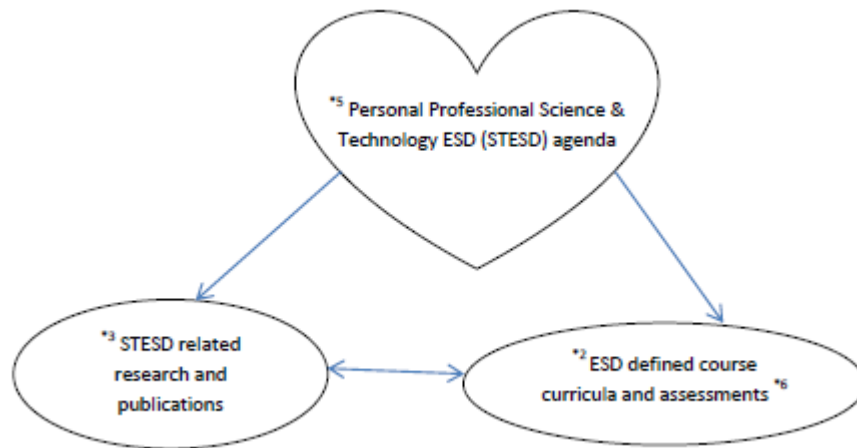 *5 Personal Professional Science &
Technology ESD (STESD) agenda
*3 STESD related
research and
publications
*2 ESD defined course
curricula and assessments *6